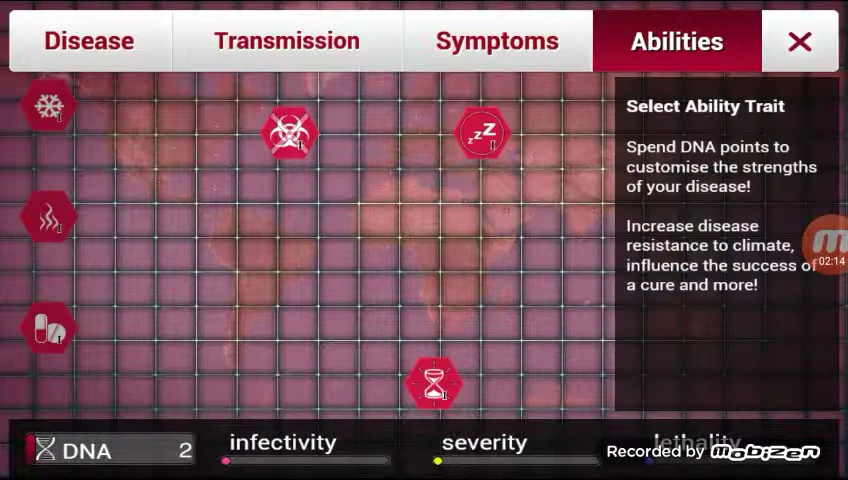 Disease
Transmission
Symptoms
Abilities
X
Select Ability Trait
Spend DNA points to
customise the strengths
of your disease!
Increase disease
resistance to climate,
influence the success of
a cure and more!
02:14
I
I
I
I
I
zzZ
I
DNA 2
infectivity
severity
lethality
Recorded by mobizen